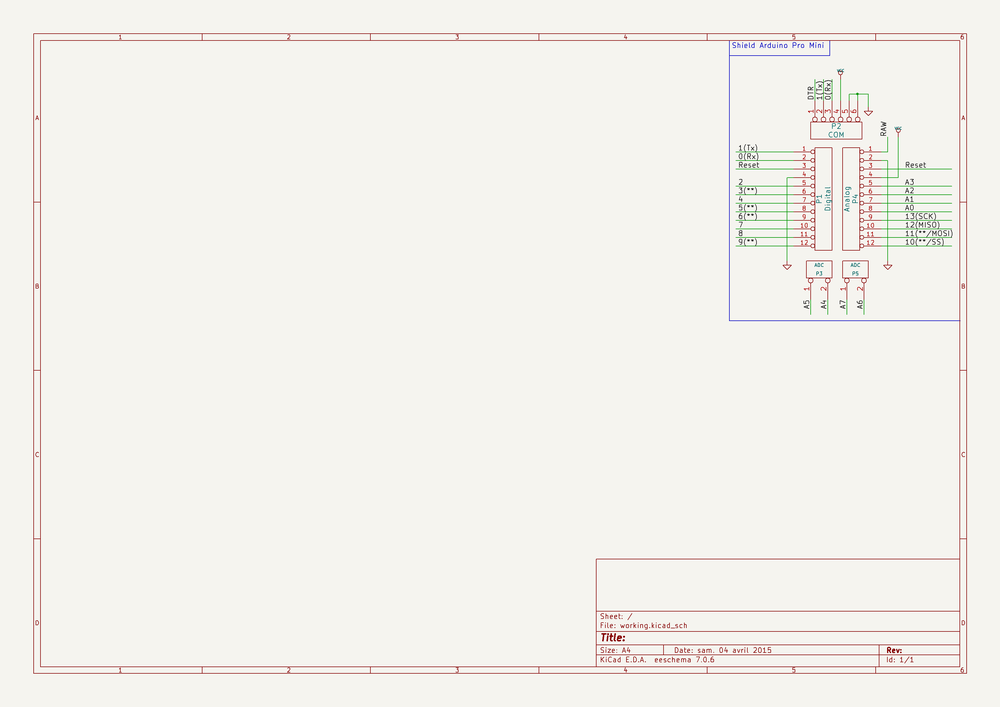 1 2 3 4 5 6
Shield Arduino Pro Mini
DTR
1(Tx)
0(Rx)
1 2 3 4 5 6
P2
COM
RAW
A
A
1(Tx) 1
0(Rx) 2
Reset 3
4
2 5
3(**) 6
4 7
5(**) 8
6(**) 9
7 10
8 11
9(**) 12
P1
Digital
Analog
P4
1
2
3 Reset
4
5 A3
6 A2
7 A1
8 A0
9 13(SCK)
10 12(MISO)
11 11(**/MOSI)
12 10(**/SS)
ADC
P3
1 2
A5 A4
ADC
P5
1 2
A7 A6
B
B
C
C
D
D
Sheet: /
File: working.kicad_sch
Title:
Size: A4
Date: sam. 04 avril 2015
Rev:
KiCad E.D.A. eeschema 7.0.6
Id: 1/1
1 2 3 4 5 6